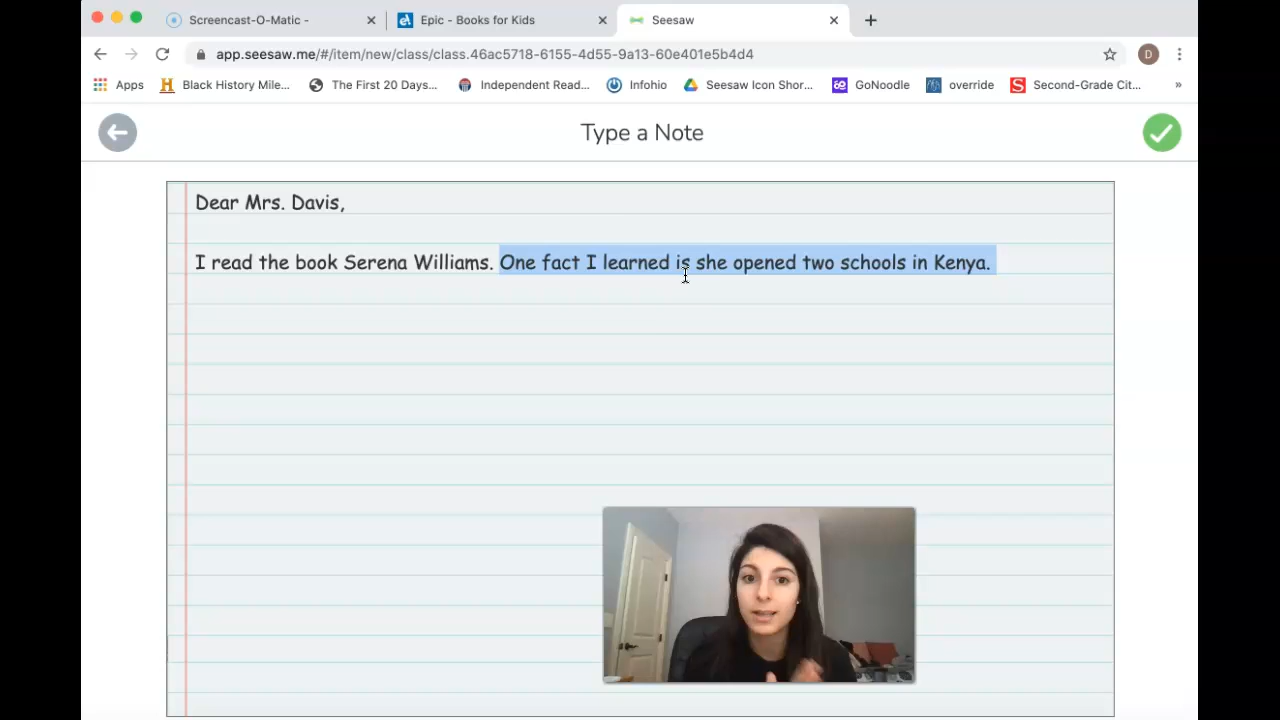 Screencast-O-Matic -
Epic - Books for Kids
Seesaw
app.seesaw.me/#/item/new/class/class.46ac5718-6155-4d55-9a13-60e401e5b4d4
D
Apps
Black History Mile...
The First 20 Days...
Independent Read...
Infohio
Seesaw Icon Shor...
GoNoodle
override
Second-Grade Cit...
»
Type a Note
Dear Mrs. Davis,
I read the book Serena Williams. One fact I learned is she opened two schools in Kenya.